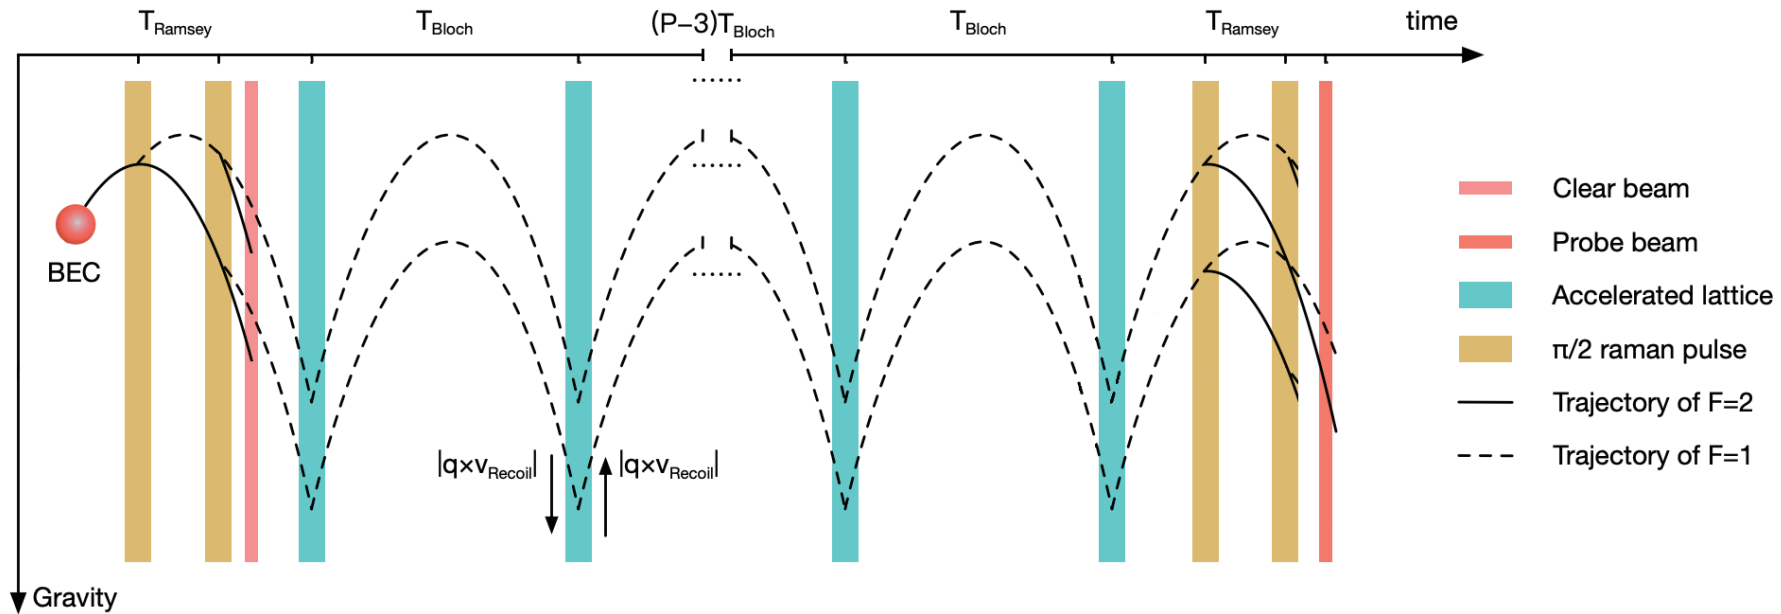 T_Ramsey T_Bloch (P−3)T_Bloch T_Bloch T_Ramsey time
BEC
|q×v_Recoil| |q×v_Recoil|
Gravity
Clear beam
Probe beam
Accelerated lattice
π/2 raman pulse
Trajectory of F=2
Trajectory of F=1